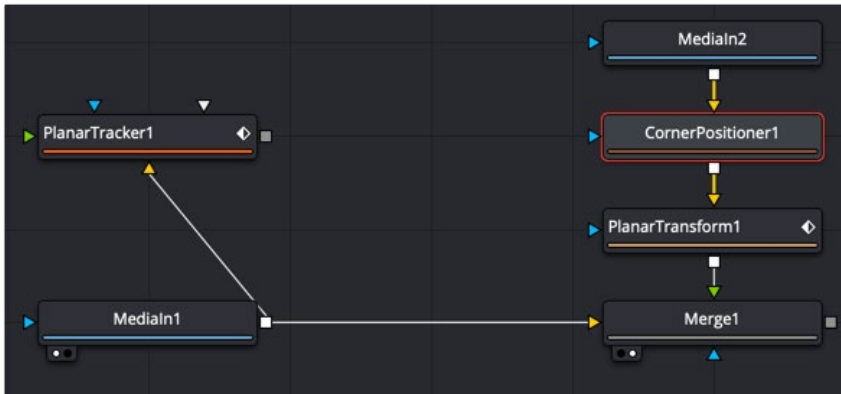 MediaIn2
PlanarTracker1
CornerPositioner1
PlanarTransform1
MediaIn1
Merge1